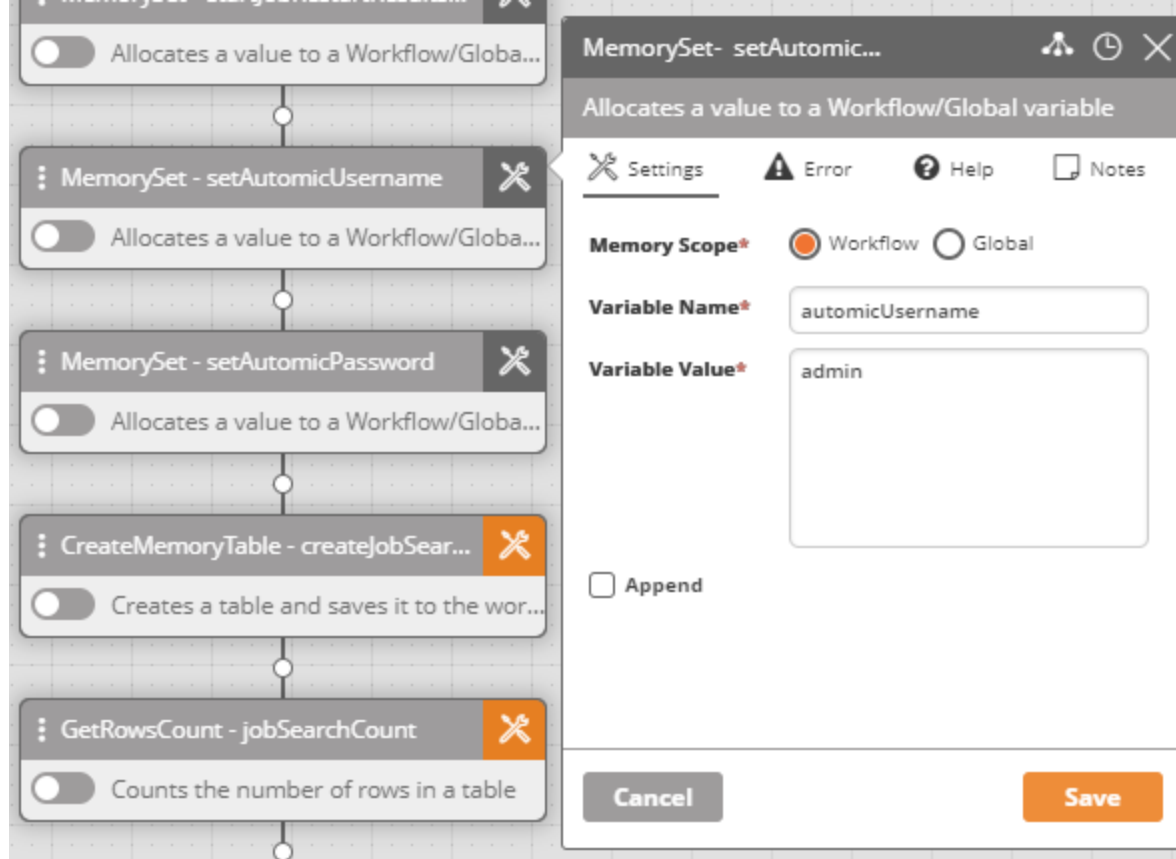 Allocates a value to a Workflow/Globa...
MemorySet - setAutomicUsername
Allocates a value to a Workflow/Globa...
MemorySet - setAutomicPassword
Allocates a value to a Workflow/Globa...
CreateMemoryTable - createJobSear...
Creates a table and saves it to the wor...
GetRowsCount - jobSearchCount
Counts the number of rows in a table
MemorySet- setAutomic...
Allocates a value to a Workflow/Global variable
Settings Error Help Notes
Memory Scope* Workflow Global
Variable Name* automicUsername
Variable Value* admin
Append
Cancel Save